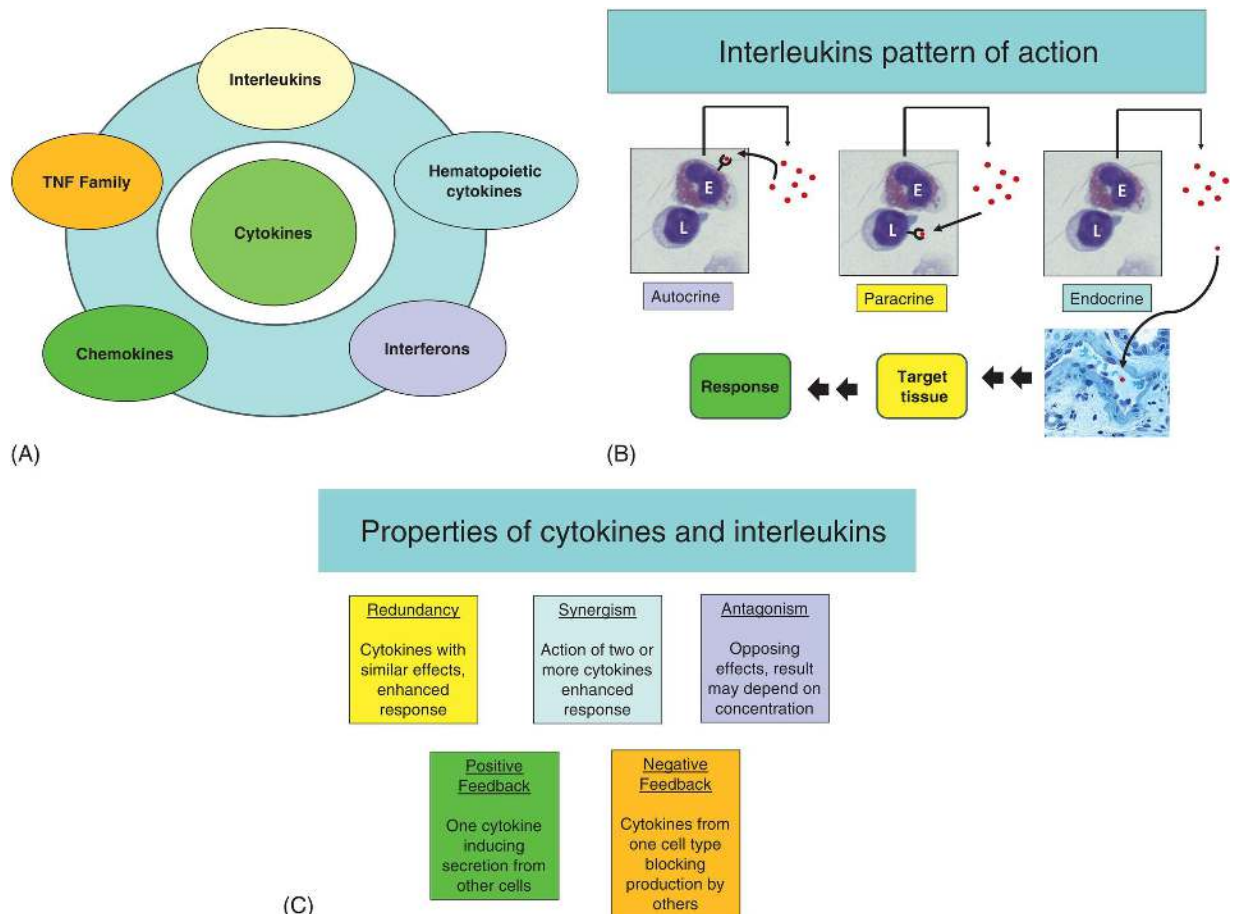 Interleukins
TNF Family
Hematopoietic
cytokines
Cytokines
Chemokines
Interferons
(A)
Interleukins pattern of action
E
L
E
L
E
L
Autocrine
Paracrine
Endocrine
Response
Target
tissue
(B)
Properties of cytokines and interleukins
Redundancy
Cytokines with
similar effects,
enhanced
response
Synergism
Action of two or
more cytokines
enhanced
response
Antagonism
Opposing
effects, result
may depend on
concentration
Positive
Feedback
One cytokine
inducing
secretion from
other cells
Negative
Feedback
Cytokines from
one cell type
blocking
production by
others
(C)